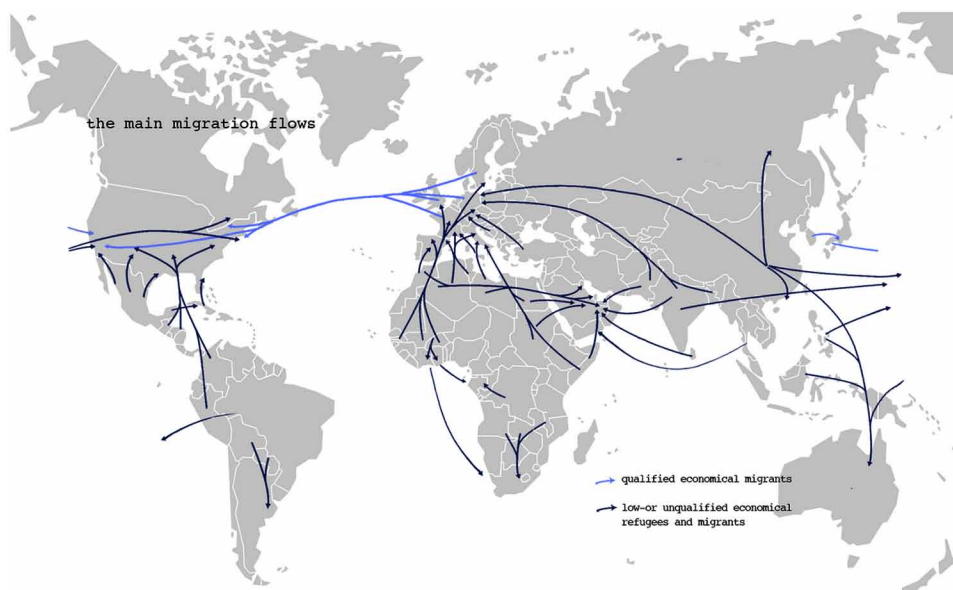 the main migration flows
qualified economical migrants
low-or unqualified economical
refugees and migrants